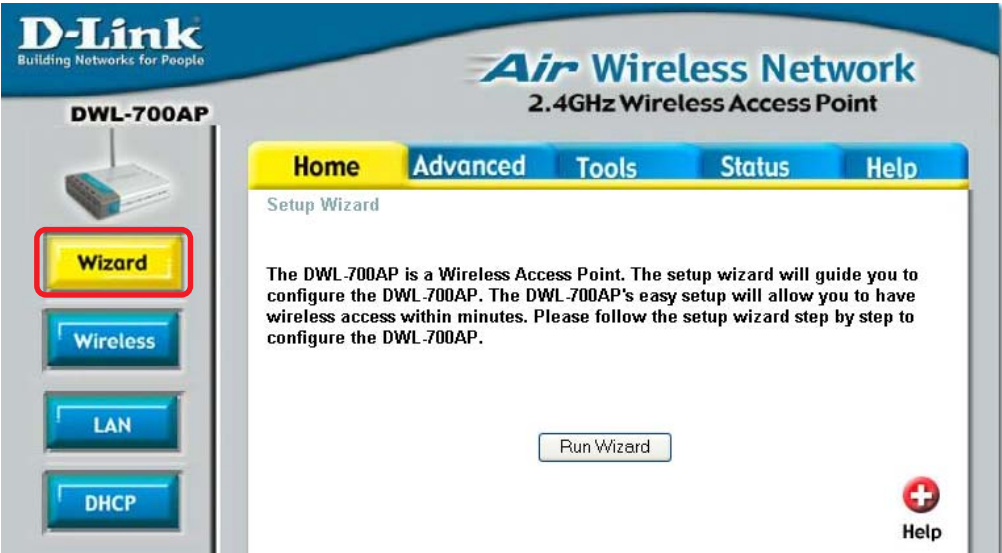 D-Link
Building Networks for People
Air Wireless Network
2.4GHz Wireless Access Point
DWL-700AP
Home
Advanced
Tools
Status
Help
Wizard
Wireless
LAN
DHCP
Setup Wizard
The DWL-700AP is a Wireless Access Point. The setup wizard will guide you to
configure the DWL-700AP. The DWL-700AP's easy setup will allow you to have
wireless access within minutes. Please follow the setup wizard step by step to
configure the DWL-700AP.
Run Wizard
Help